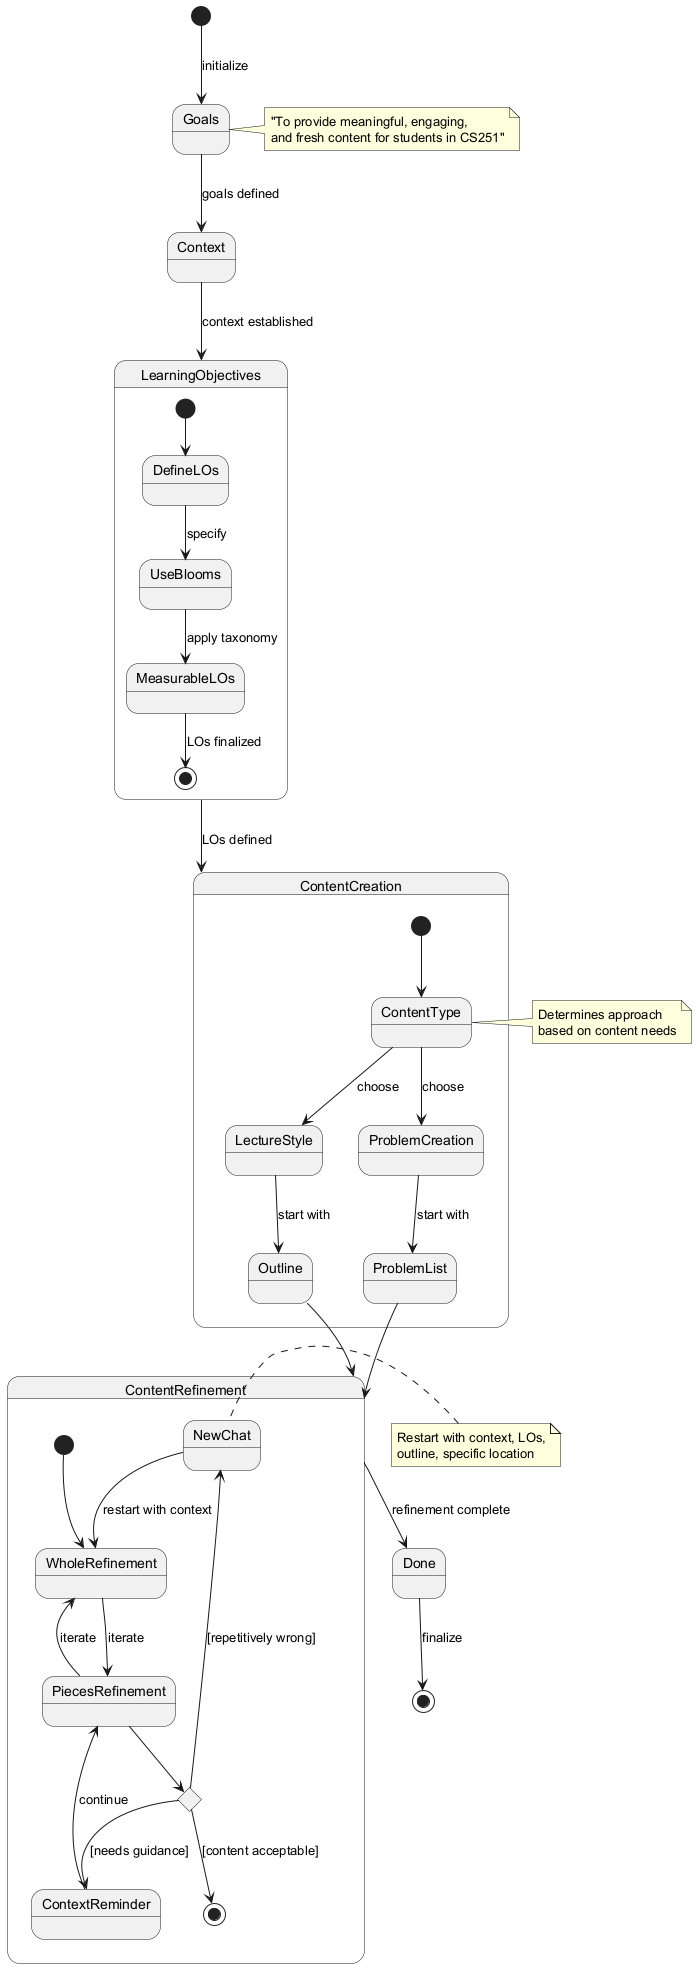 initialize
Goals
"To provide meaningful, engaging,
and fresh content for students in CS251"
goals defined
Context
context established
LearningObjectives
DefineLOs
specify
UseBlooms
apply taxonomy
MeasurableLOs
LOs finalized
LOs defined
ContentCreation
ContentType
Determines approach
based on content needs
choose
choose
LectureStyle
ProblemCreation
start with
start with
Outline
ProblemList
ContentRefinement
NewChat
Restart with context, LOs,
outline, specific location
restart with context
refinement complete
WholeRefinement
Done
iterate
iterate
[repetitively wrong]
finalize
PiecesRefinement
continue
[needs guidance]
[content acceptable]
ContextReminder